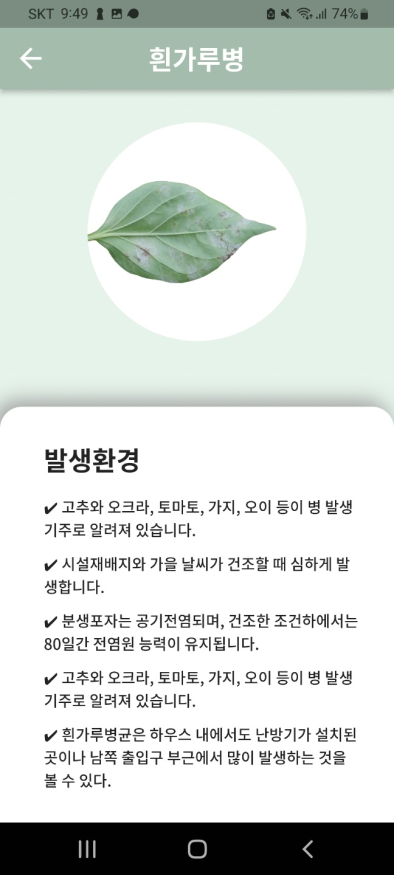 SKT 9:49 74%
흰가루병
발생환경
✔ 고추와 오크라, 토마토, 가지, 오이 등이 병 발생
기주로 알려져 있습니다.
✔ 시설재배지와 가을 날씨가 건조할 때 심하게 발
생합니다.
✔ 분생포자는 공기전염되며, 건조한 조건하에서는
80일간 전염원 능력이 유지됩니다.
✔ 고추와 오크라, 토마토, 가지, 오이 등이 병 발생
기주로 알려져 있습니다.
✔ 흰가루병균은 하우스 내에서도 난방기가 설치된
곳이나 남쪽 출입구 부근에서 많이 발생하는 것을
볼 수 있다.